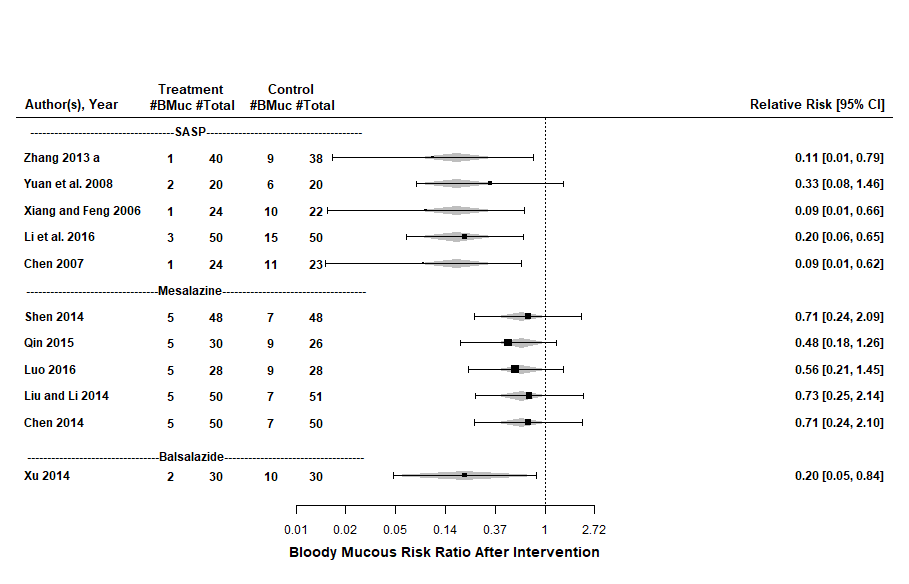 Treatment Control
Author(s), Year #BMuc #Total #BMuc #Total Relative Risk [95% CI]
------------------------------------SASP---------------------------------------
Zhang 2013 a 1 40 9 38 0.11 [0.01, 0.79]
Yuan et al. 2008 2 20 6 20 0.33 [0.08, 1.46]
Xiang and Feng 2006 1 24 10 22 0.09 [0.01, 0.66]
Li et al. 2016 3 50 15 50 0.20 [0.06, 0.65]
Chen 2007 1 24 11 23 0.09 [0.01, 0.62]
---------------------------------Mesalazine------------------------------------
Shen 2014 5 48 7 48 0.71 [0.24, 2.09]
Qin 2015 5 30 9 26 0.48 [0.18, 1.26]
Luo 2016 5 28 9 28 0.56 [0.21, 1.45]
Liu and Li 2014 5 50 7 51 0.73 [0.25, 2.14]
Chen 2014 5 50 7 50 0.71 [0.24, 2.10]
---------------------------------Balsalazide-----------------------------------
Xu 2014 2 30 10 30 0.20 [0.05, 0.84]
0.01 0.02 0.05 0.14 0.37 1 2.72
Bloody Mucous Risk Ratio After Intervention